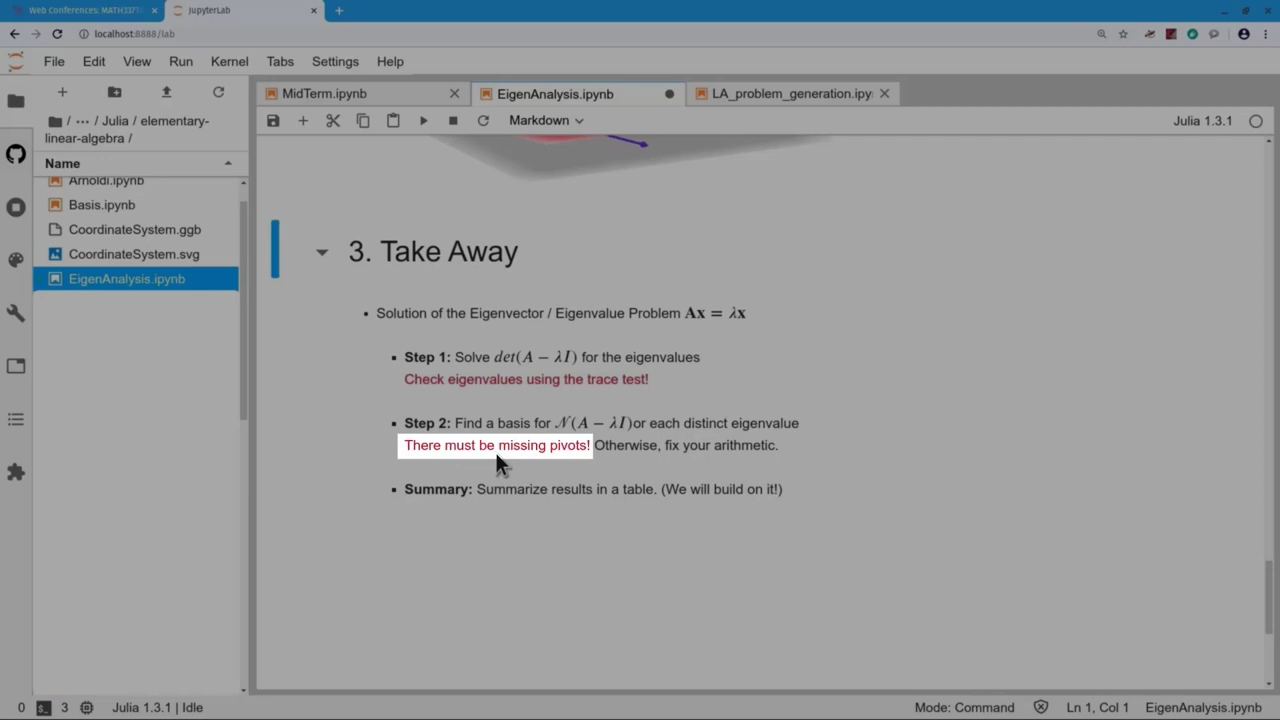 Web Conferences: MATH237
JupyterLab
localhost:8888/lab
File Edit View Run Kernel Tabs Settings Help
MidTerm.ipynb
EigenAnalysis.ipynb
LA_problem_generation.ipy
/ ··· / Julia / elementary-
linear-algebra /
Markdown
Julia 1.3.1
Name
Arnoldi.ipynb
Basis.ipynb
CoordinateSystem.ggb
CoordinateSystem.svg
EigenAnalysis.ipynb
3. Take Away
• Solution of the Eigenvector / Eigenvalue Problem Ax = λx
▪ Step 1: Solve det(A − λI) for the eigenvalues
Check eigenvalues using the trace test!
▪ Step 2: Find a basis for 𝒩(A − λI)or each distinct eigenvalue
There must be missing pivots! Otherwise, fix your arithmetic.
▪ Summary: Summarize results in a table. (We will build on it!)
0 3 Julia 1.3.1 | Idle
Mode: Command Ln 1, Col 1 EigenAnalysis.ipynb